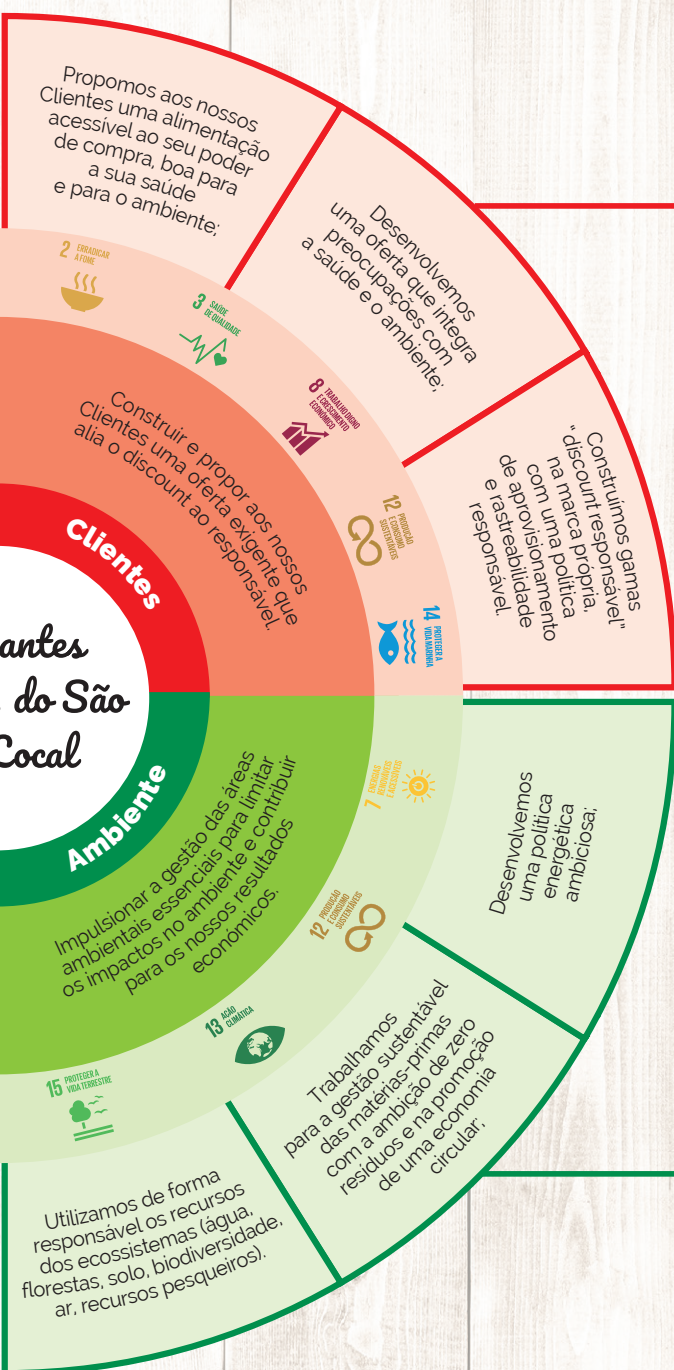 Propomos aos nossos
Clientes uma alimentação
acessível ao seu poder
de compra, boa para
a sua saúde
e para o ambiente;
Desenvolvemos
uma oferta que integra
preocupações com
a saúde e o ambiente;
Construímos gamas
"discount responsável"
na marca própria,
com uma política
de aprovisionamento
e rastreabilidade
responsável.
2 ERRADICAR
A FOME
3 SAÚDE
DE QUALIDADE
8 TRABALHO DIGNO
E CRESCIMENTO
ECONÓMICO
12 PRODUÇÃO
E CONSUMO
SUSTENTÁVEIS
14 PROTEGER A
VIDA MARINHA
Construir e propor aos nossos
Clientes uma oferta exigente que
alia o discount ao responsável.
Clientes
antes
do São
Local
Ambiente
Impulsionar a gestão das áreas
ambientais essenciais para limitar
os impactos no ambiente e contribuir
para os nossos resultados
económicos.
7 ENERGIAS
RENOVÁVEIS
E ACESSÍVEIS
12 PRODUÇÃO
E CONSUMO
SUSTENTÁVEIS
13 AÇÃO
CLIMÁTICA
15 PROTEGER A
VIDA TERRESTRE
Desenvolvemos
uma política
energética
ambiciosa;
Trabalhamos
para a gestão sustentável
das matérias-primas
com a ambição de zero
resíduos e na promoção
de uma economia
circular;
Utilizamos de forma
responsável os recursos
dos ecossistemas (água,
florestas, solo, biodiversidade,
ar, recursos pesqueiros).